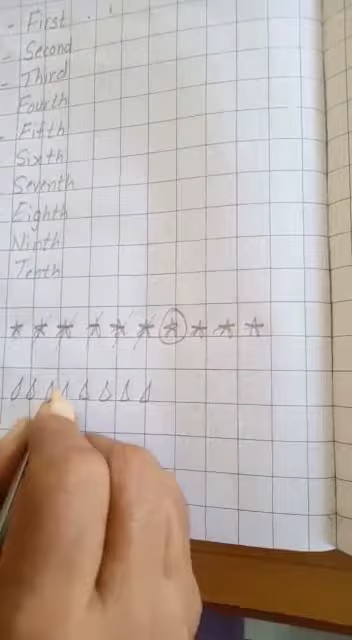 - First
- Second
- Third
Fourth
- Fifth
Sixth
Seventh
Eighth
Ninth
Tenth